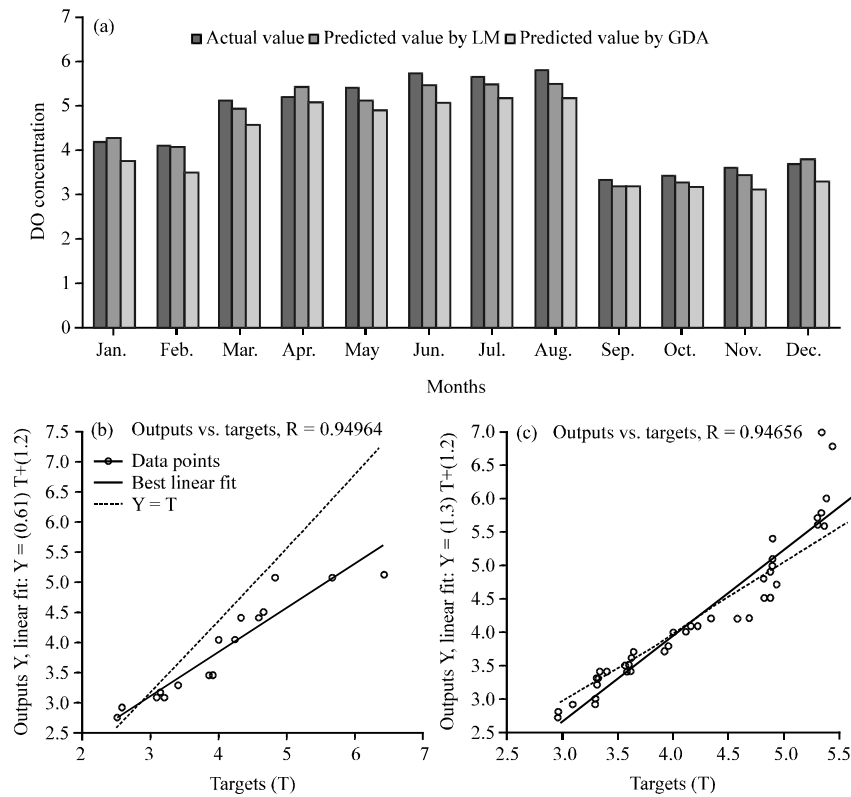 (a)
Actual value Predicted value by LM Predicted value by GDA
DO concentration
7
6
5
4
3
2
1
0
Jan. Feb. Mar. Apr. May Jun. Jul. Aug. Sep. Oct. Nov. Dec.
Months
(b) Outputs vs. targets, R = 0.94964
Data points
Best linear fit
Y = T
Outputs Y, linear fit: Y = (0.61) T+(1.2)
7.5
7.0
6.5
6.0
5.5
5.0
4.5
4.0
3.5
3.0
2.5
2 3 4 5 6 7
Targets (T)
(c) Outputs vs. targets, R = 0.94656
Outputs Y, linear fit: Y = (1.3) T+(1.2)
7.0
6.5
6.0
5.5
5.0
4.5
4.0
3.5
3.0
2.5
2.5 3.0 3.5 4.0 4.5 5.0 5.5
Targets (T)